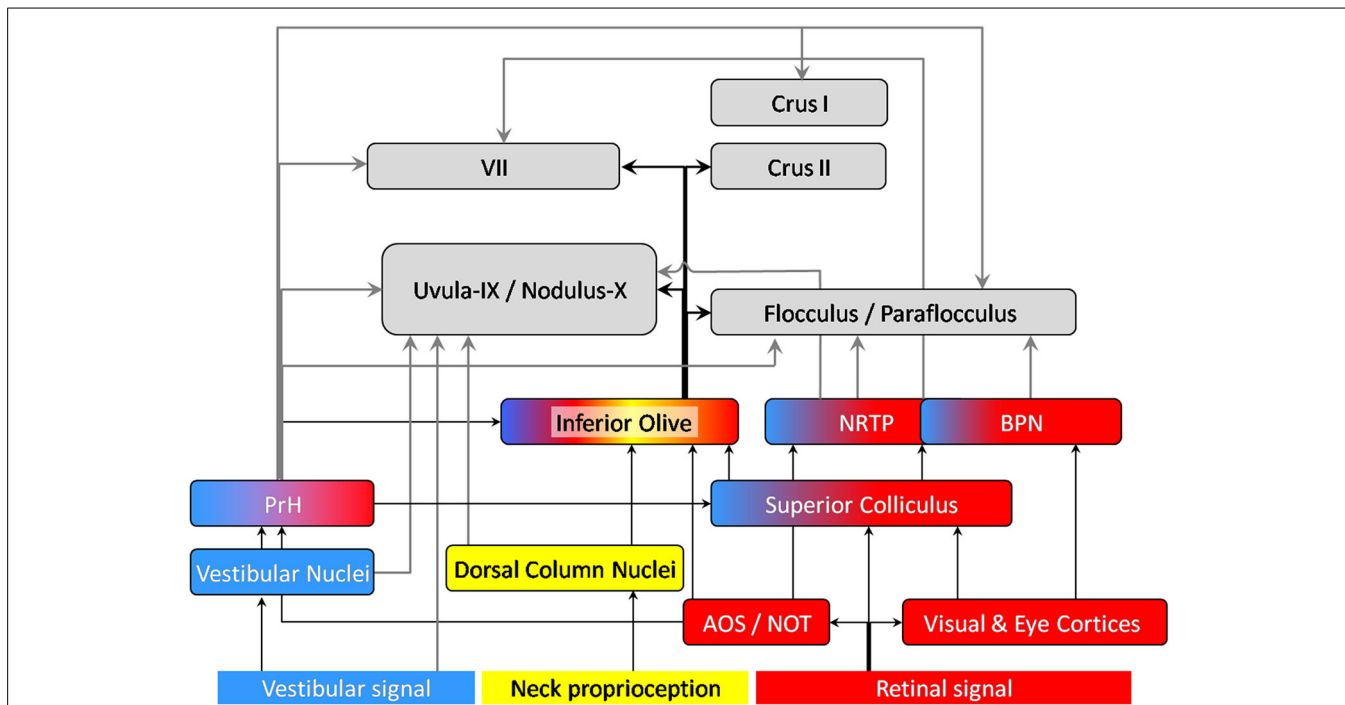 Crus I
VII
Crus II
Uvula-IX / Nodulus-X
Flocculus / Paraflocculus
Inferior Olive
NRTP
BPN
PrH
Superior Colliculus
Vestibular Nuclei
Dorsal Column Nuclei
AOS / NOT
Visual & Eye Cortices
Vestibular signal
Neck proprioception
Retinal signal